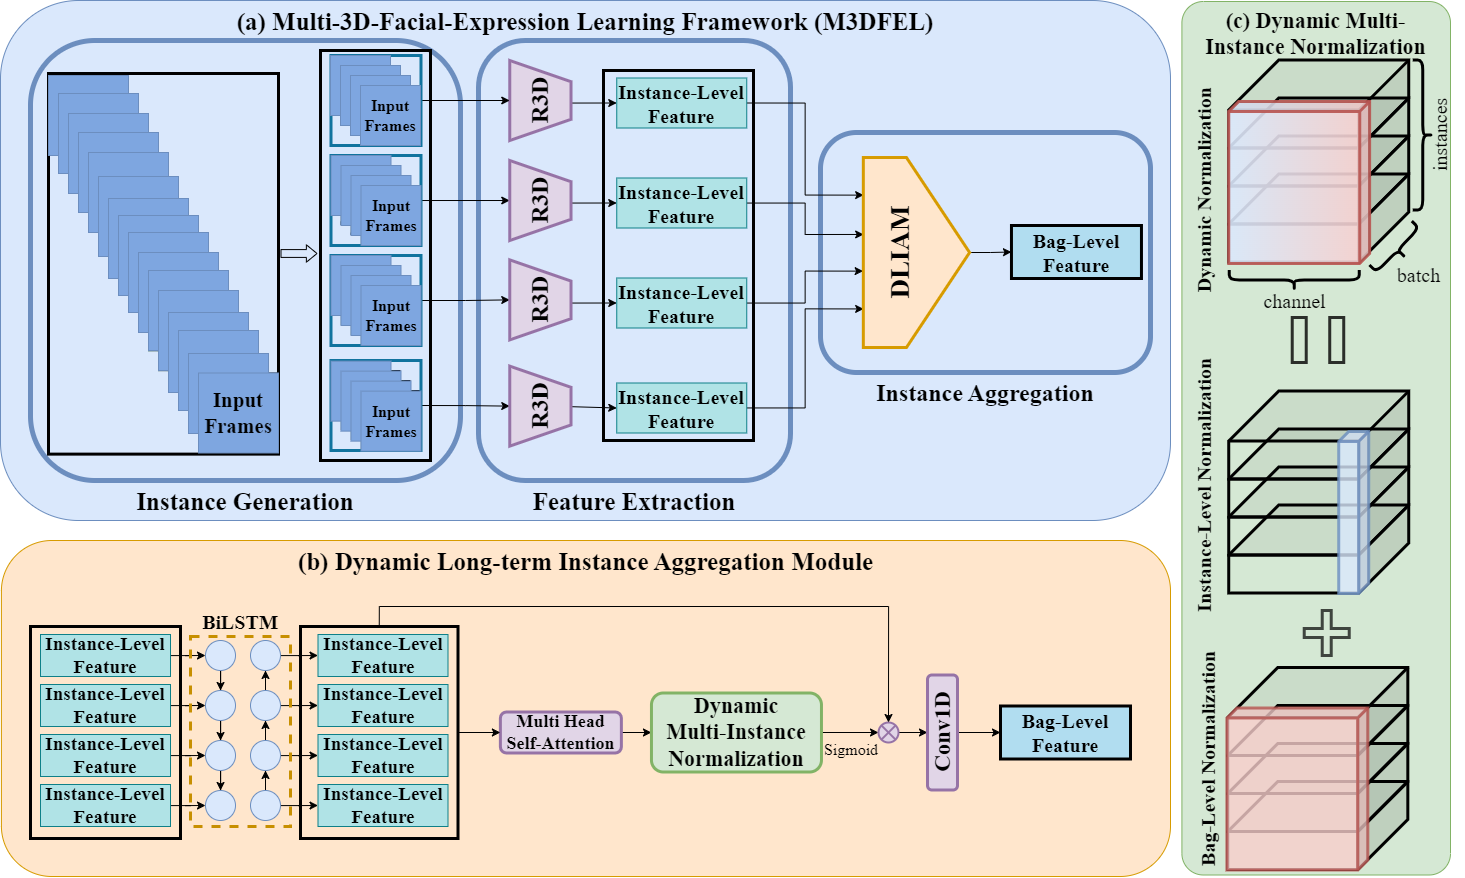 (a) Multi-3D-Facial-Expression Learning Framework (M3DFEL)
Input
Frames
Input
Frames
Input
Frames
Input
Frames
Input
Frames
Instance Generation
R3D
R3D
R3D
R3D
Instance-Level
Feature
Instance-Level
Feature
Instance-Level
Feature
Instance-Level
Feature
Feature Extraction
DLIAM
Bag-Level
Feature
Instance Aggregation
(b) Dynamic Long-term Instance Aggregation Module
Instance-Level
Feature
Instance-Level
Feature
Instance-Level
Feature
Instance-Level
Feature
BiLSTM
Instance-Level
Feature
Instance-Level
Feature
Instance-Level
Feature
Instance-Level
Feature
Multi Head
Self-Attention
Dynamic
Multi-Instance
Normalization
Sigmoid
Conv1D
Bag-Level
Feature
(c) Dynamic Multi-
Instance Normalization
Dynamic Normalization
instances
batch
channel
Instance-Level Normalization
Bag-Level Normalization